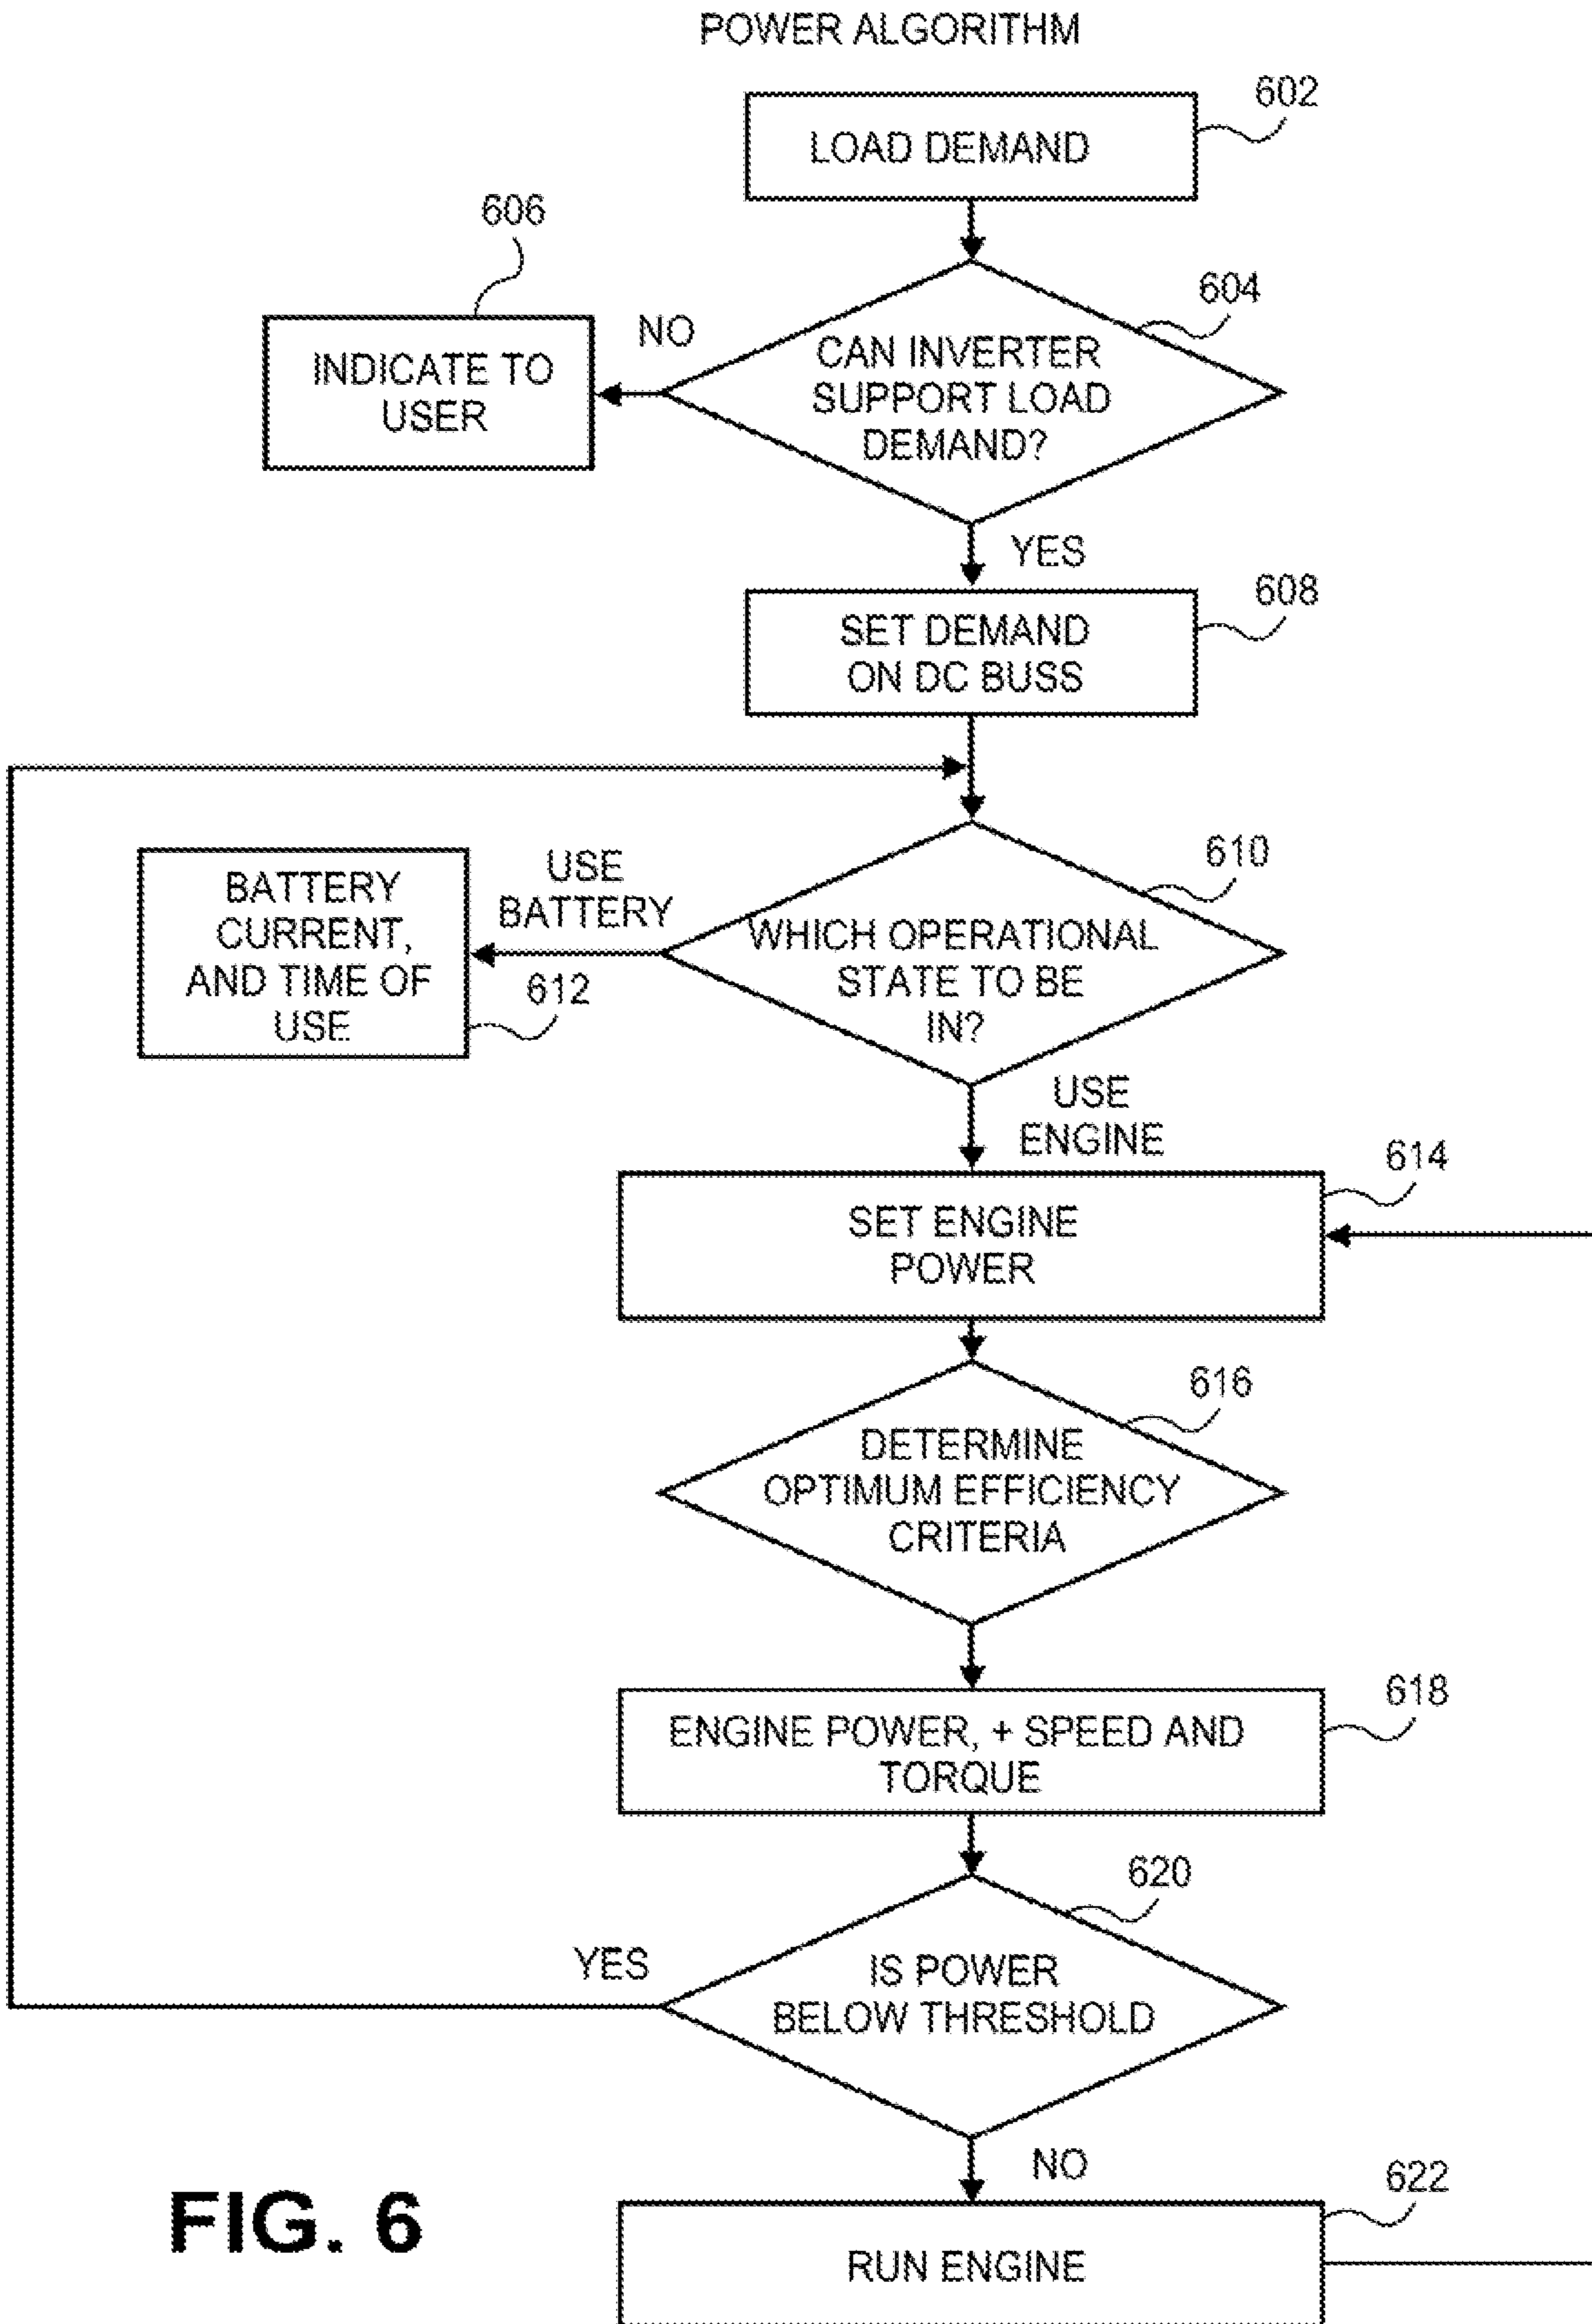 POWER ALGORITHM
602
LOAD DEMAND
606
604
NO
CAN INVERTER
SUPPORT LOAD
DEMAND?
INDICATE TO
USER
YES
608
SET DEMAND
ON DC BUSS
610
USE
BATTERY
BATTERY
CURRENT,
AND TIME OF
USE
612
WHICH OPERATIONAL
STATE TO BE
IN?
USE
ENGINE
614
SET ENGINE
POWER
616
DETERMINE
OPTIMUM EFFICIENCY
CRITERIA
618
ENGINE POWER, + SPEED AND
TORQUE
620
YES
IS POWER
BELOW THRESHOLD
NO
622
RUN ENGINE
FIG. 6